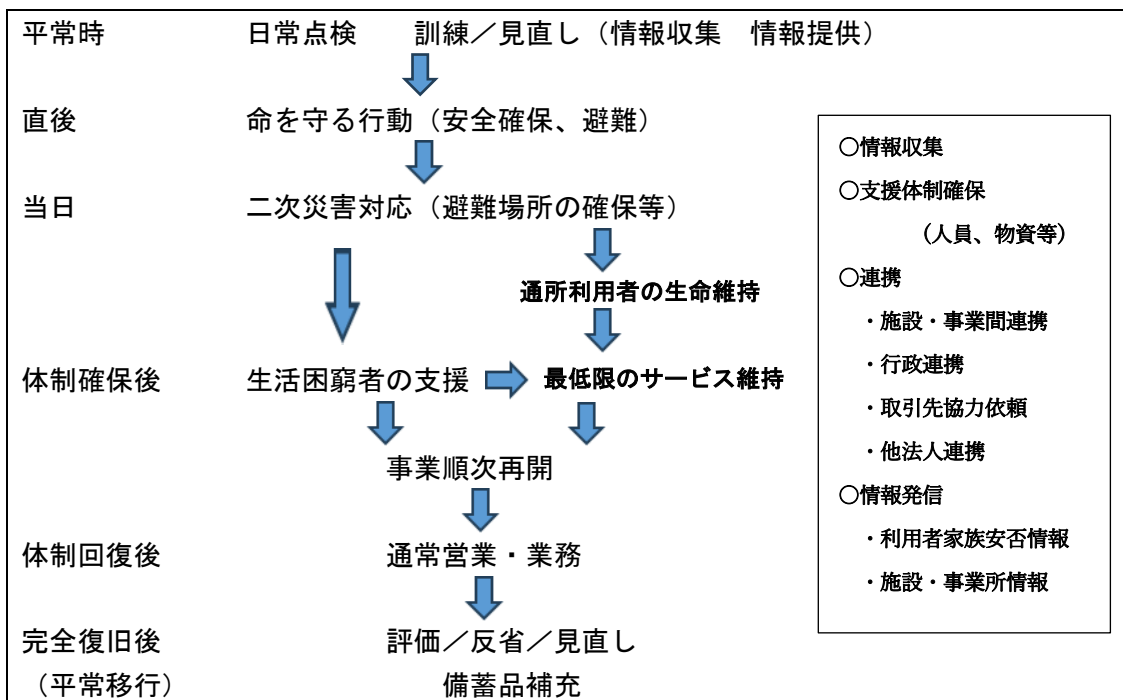 平常時　日常点検　訓練／見直し（情報収集　情報提供）
直後　命を守る行動（安全確保、避難）
当日　二次災害対応（避難場所の確保等）
通所利用者の生命維持
体制確保後　生活困窮者の支援　最低限のサービス維持
事業順次再開
体制回復後　通常営業・業務
完全復旧後　評価／反省／見直し
（平常移行）　備蓄品補充
〇情報収集
〇支援体制確保
（人員、物資等）
〇連携
・施設・事業間連携
・行政連携
・取引先協力依頼
・他法人連携
〇情報発信
・利用者家族安否情報
・施設・事業所情報